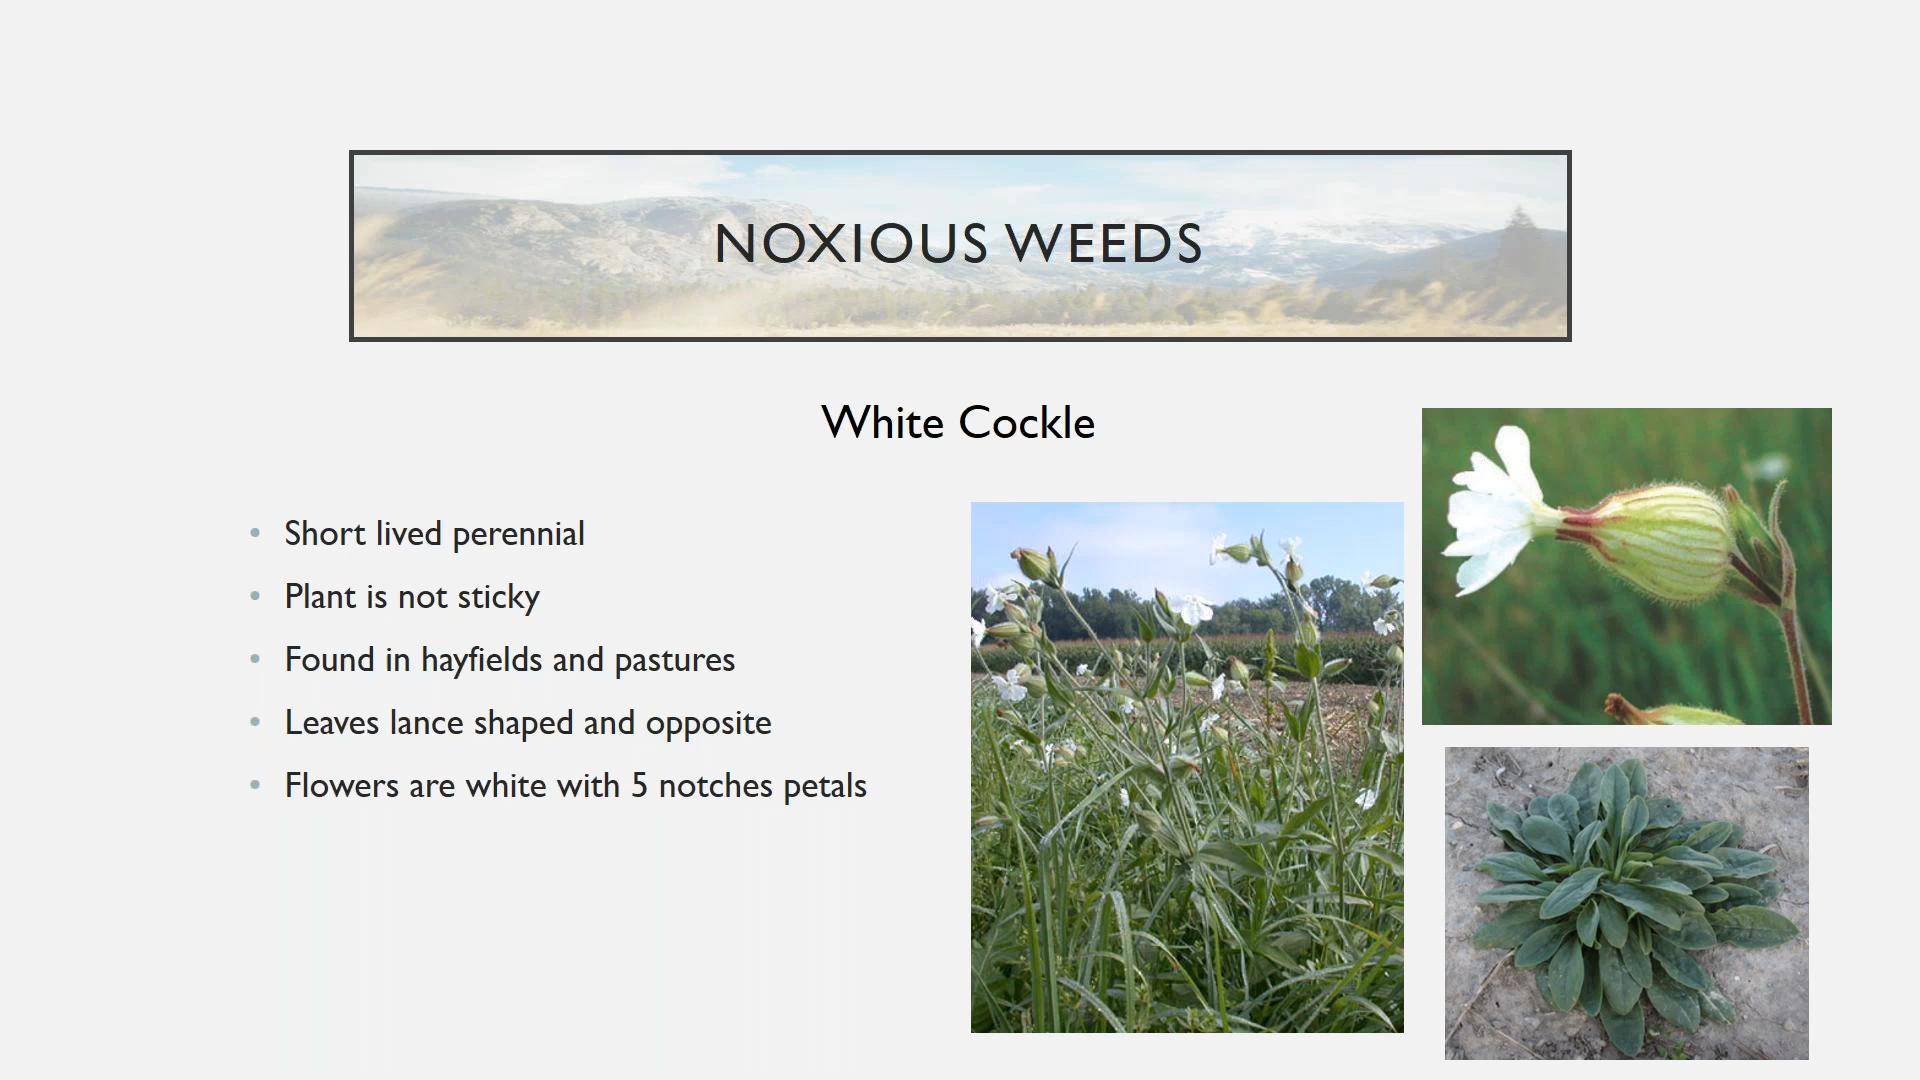 NOXIOUS WEEDS
White Cockle
• Short lived perennial
• Plant is not sticky
• Found in hayfields and pastures
• Leaves lance shaped and opposite
• Flowers are white with 5 notches petals